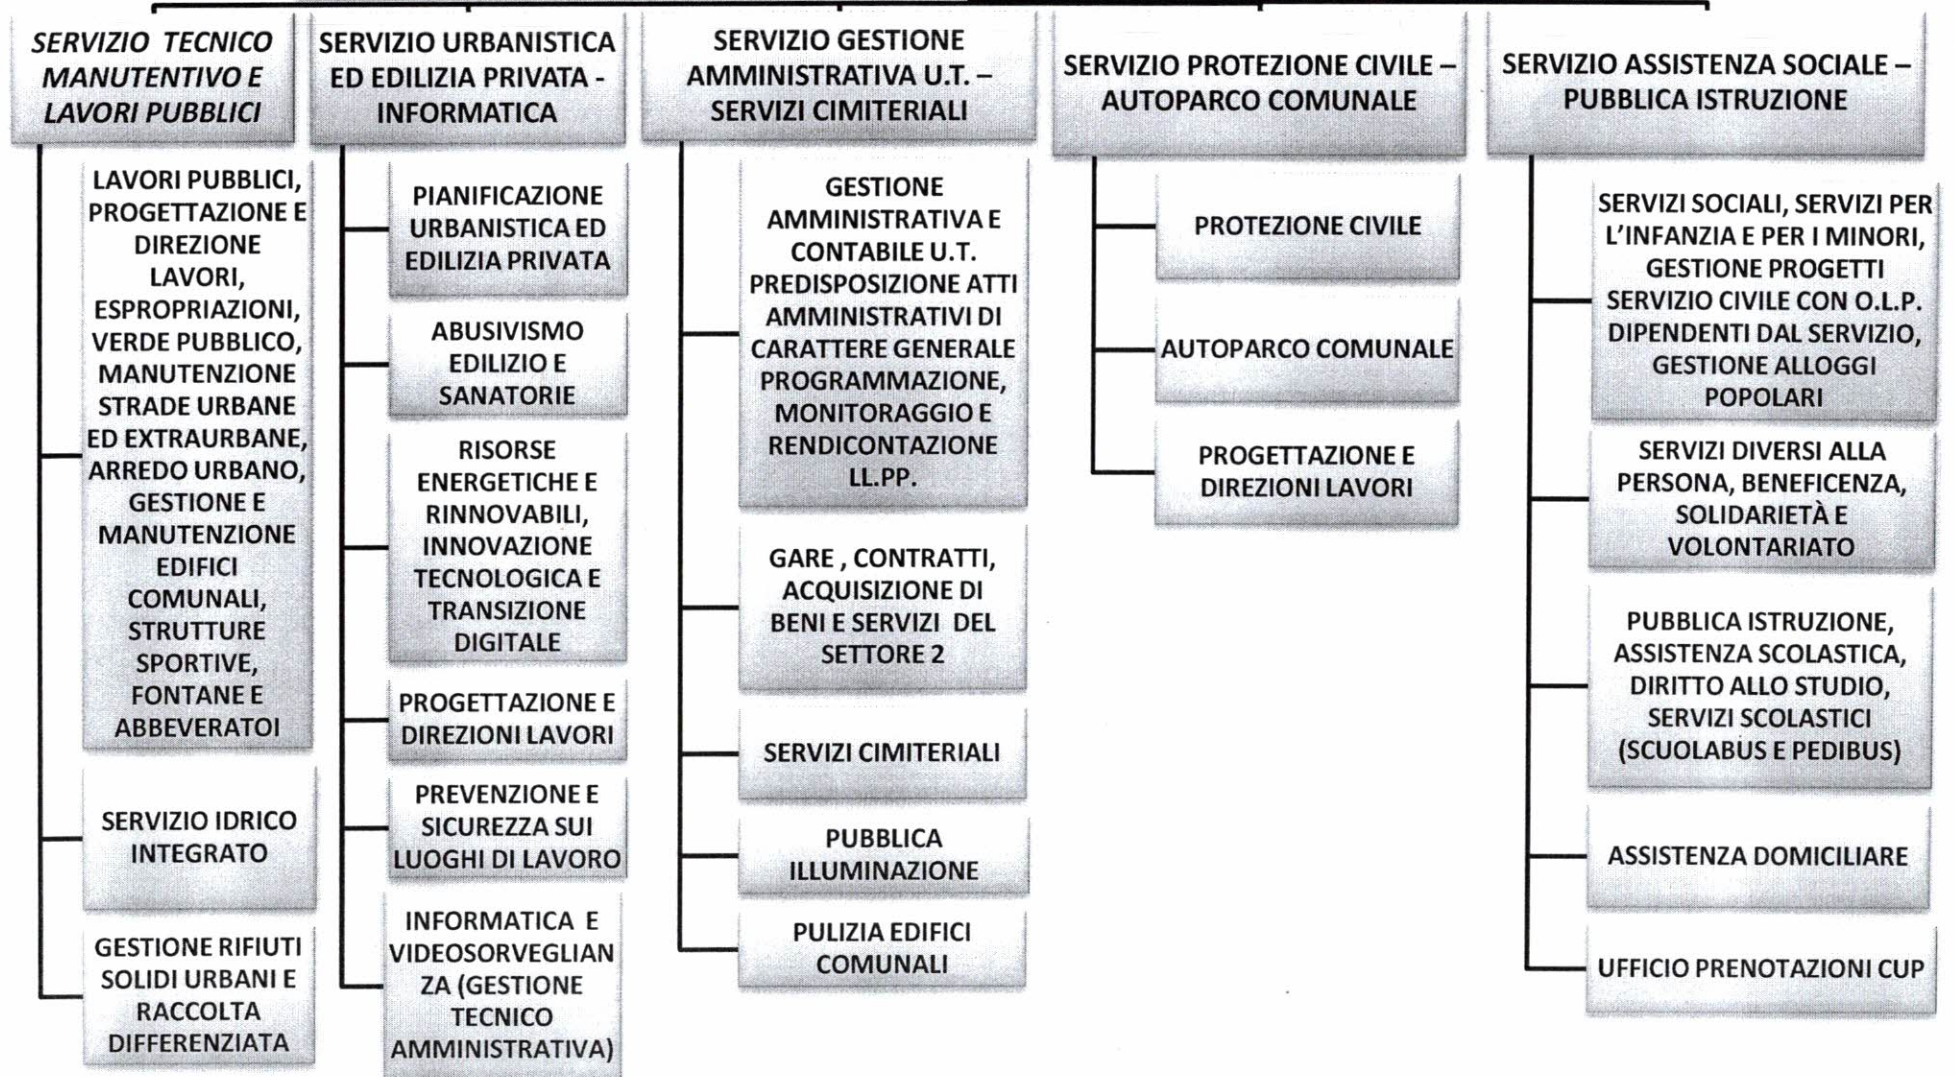 SERVIZIO TECNICO
MANUTENTIVO E
LAVORI PUBBLICI
LAVORI PUBBLICI,
PROGETTAZIONE E
DIREZIONE
LAVORI,
ESPROPRIAZIONI,
VERDE PUBBLICO,
MANUTENZIONE
STRADE URBANE
ED EXTRAURBANE,
ARREDO URBANO,
GESTIONE E
MANUTENZIONE
EDIFICI
COMUNALI,
STRUTTURE
SPORTIVE,
FONTANE E
ABBEVERATOI
SERVIZIO IDRICO
INTEGRATO
GESTIONE RIFIUTI
SOLIDI URBANI E
RACCOLTA
DIFFERENZIATA
SERVIZIO URBANISTICA
ED EDILIZIA PRIVATA -
INFORMATICA
PIANIFICAZIONE
URBANISTICA ED
EDILIZIA PRIVATA
ABUSIVISMO
EDILIZIO E
SANATORIE
RISORSE
ENERGETICHE E
RINNOVABILI,
INNOVAZIONE
TECNOLOGICA E
TRANSIZIONE
DIGITALE
PROGETTAZIONE E
DIREZIONI LAVORI
PREVENZIONE E
SICUREZZA SUI
LUOGHI DI LAVORO
INFORMATICA E
VIDEOSORVEGLIAN
ZA (GESTIONE
TECNICO
AMMINISTRATIVA)
SERVIZIO GESTIONE
AMMINISTRATIVA U.T. –
SERVIZI CIMITERIALI
GESTIONE
AMMINISTRATIVA E
CONTABILE U.T.
PREDISPOSIZIONE ATTI
AMMINISTRATIVI DI
CARATTERE GENERALE
PROGRAMMAZIONE,
MONITORAGGIO E
RENDICONTAZIONE
LL.PP.
GARE , CONTRATTI,
ACQUISIZIONE DI
BENI E SERVIZI DEL
SETTORE 2
SERVIZI CIMITERIALI
PUBBLICA
ILLUMINAZIONE
PULIZIA EDIFICI
COMUNALI
SERVIZIO PROTEZIONE CIVILE –
AUTOPARCO COMUNALE
PROTEZIONE CIVILE
AUTOPARCO COMUNALE
PROGETTAZIONE E
DIREZIONI LAVORI
SERVIZIO ASSISTENZA SOCIALE –
PUBBLICA ISTRUZIONE
SERVIZI SOCIALI, SERVIZI PER
L'INFANZIA E PER I MINORI,
GESTIONE PROGETTI
SERVIZIO CIVILE CON O.L.P.
DIPENDENTI DAL SERVIZIO,
GESTIONE ALLOGGI
POPOLARI
SERVIZI DIVERSI ALLA
PERSONA, BENEFICENZA,
SOLIDARIETÀ E
VOLONTARIATO
PUBBLICA ISTRUZIONE,
ASSISTENZA SCOLASTICA,
DIRITTO ALLO STUDIO,
SERVIZI SCOLASTICI
(SCUOLABUS E PEDIBUS)
ASSISTENZA DOMICILIARE
UFFICIO PRENOTAZIONI CUP